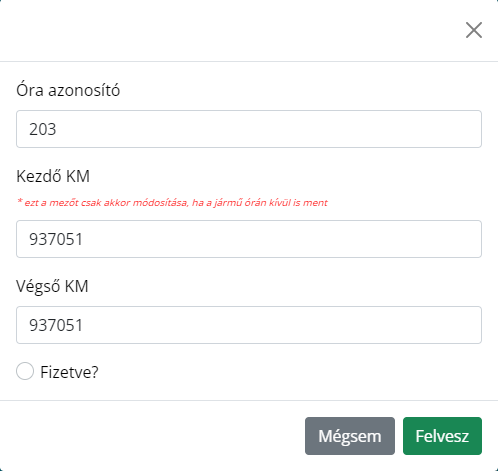 Óra azonosító
203
Kezdő KM
* ezt a mezőt csak akkor módosítása, ha a jármű órán kívül is ment
937051
Végső KM
937051
Fizetve?
Mégsem
Felvesz